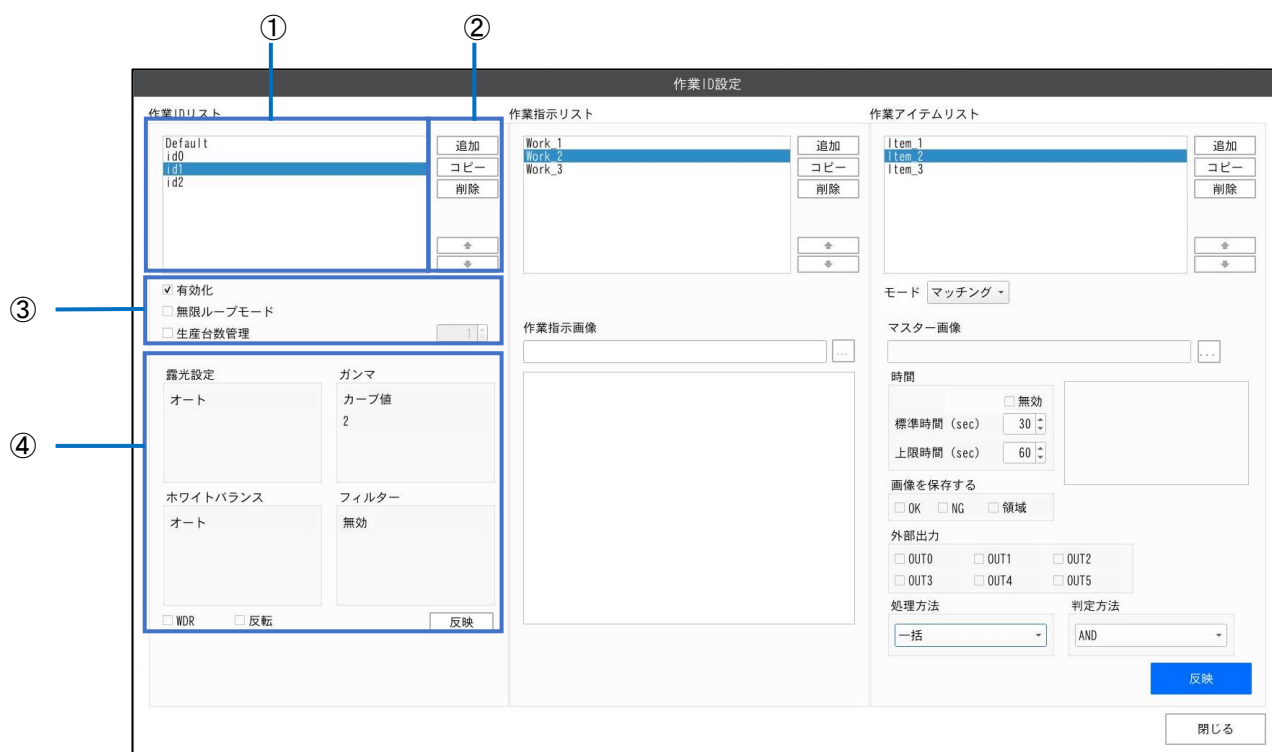 ①
②
作業ID設定
作業IDリスト
Default
id0
id1
id2
追加
コピー
削除
③
有効化
無限ループモード
生産台数管理
1
④
露光設定
オート
ガンマ
カーブ値
2
ホワイトバランス
オート
フィルター
無効
WDR
反転
反映
作業指示リスト
Work_1
Work_2
Work_3
追加
コピー
削除
作業指示画像
...
作業アイテムリスト
Item_1
Item_2
Item_3
追加
コピー
削除
モード マッチング
マスター画像
...
時間
無効
標準時間 (sec) 30
上限時間 (sec) 60
画像を保存する
OK NG 領域
外部出力
OUT0 OUT1 OUT2
OUT3 OUT4 OUT5
処理方法
一括
判定方法
AND
反映
閉じる